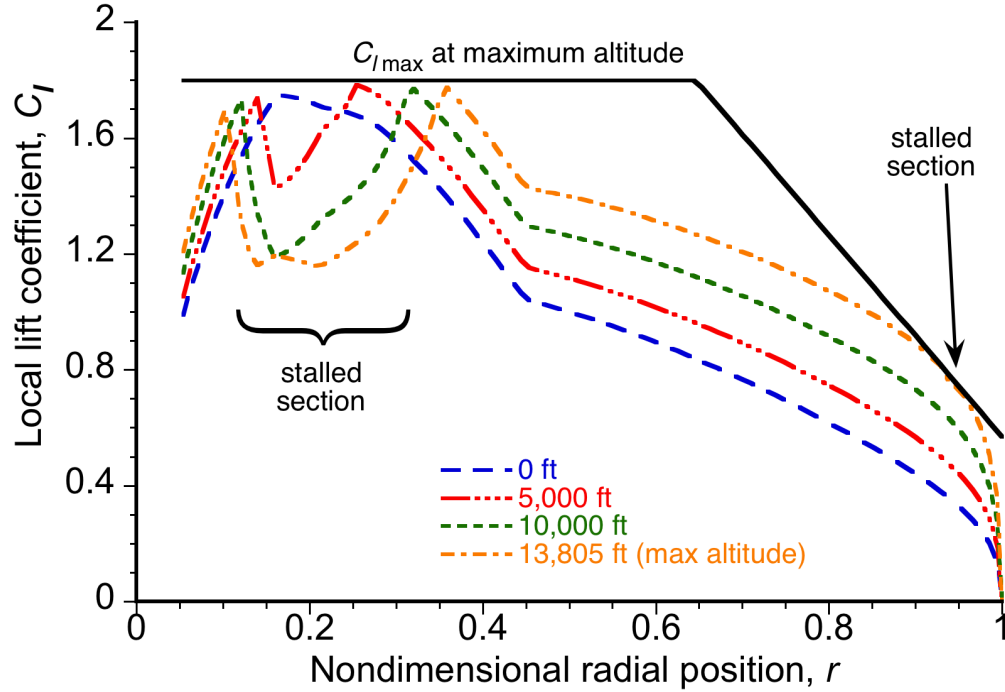 2
C_l max at maximum altitude
1.6
stalled
section
Local lift coefficient, C_l
1.2
0.8
stalled
section
0 ft
5,000 ft
10,000 ft
13,805 ft (max altitude)
0.4
0
0
0.2
0.4
0.6
0.8
1
Nondimensional radial position, r